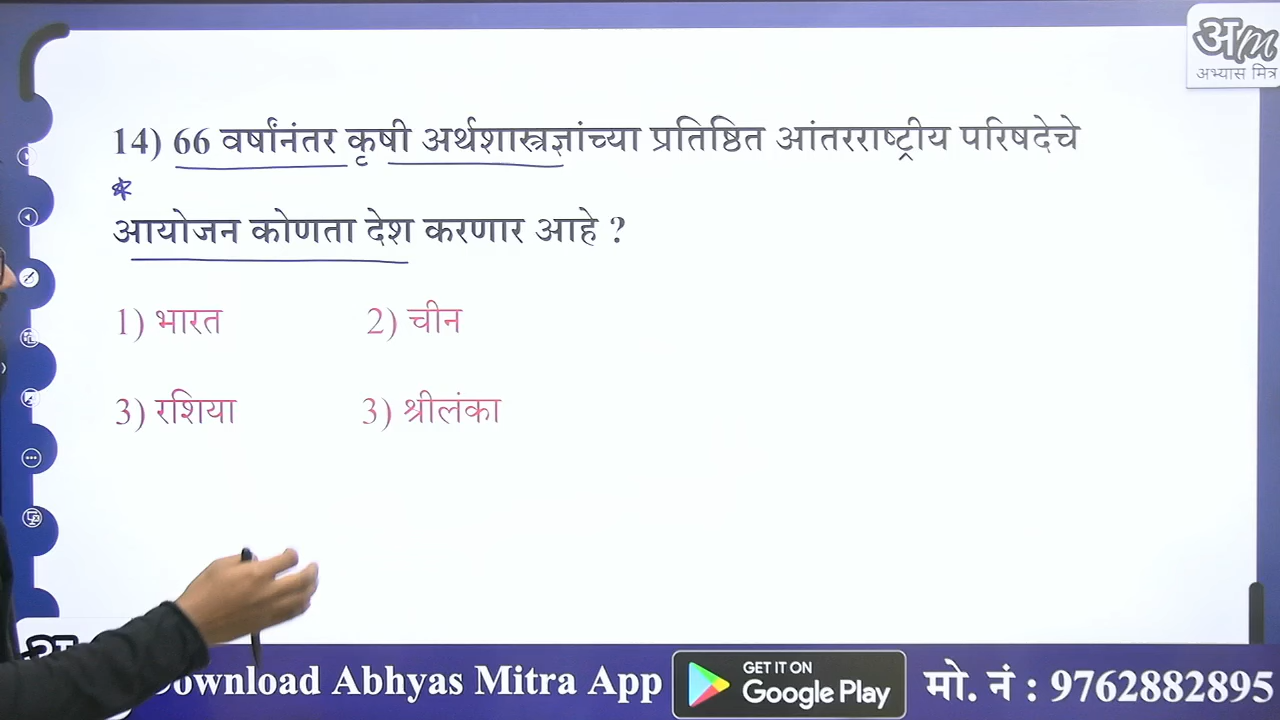 अm
अभ्यास मित्र
14) 66 वर्षांनंतर कृषी अर्थशास्त्रज्ञांच्या प्रतिष्ठित आंतरराष्ट्रीय परिषदेचे
आयोजन कोणता देश करणार आहे ?
1) भारत 2) चीन
3) रशिया 3) श्रीलंका
Download Abhyas Mitra App GET IT ON Google Play मो. नं : 9762882895